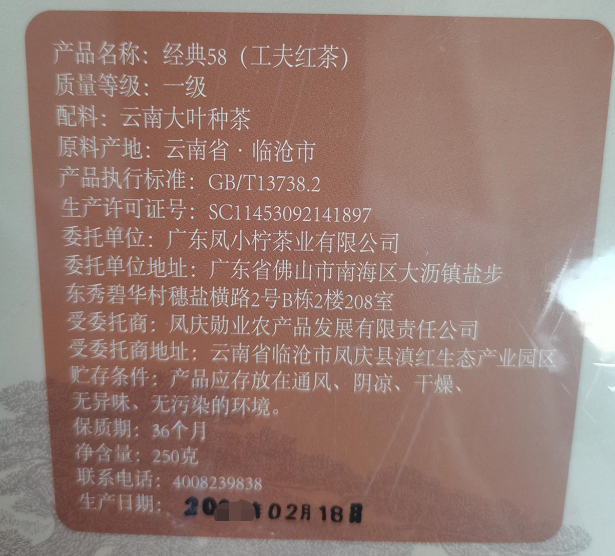 产品名称：经典58（工夫红茶）
质量等级：一级
配料：云南大叶种茶
原料产地：云南省·临沧市
产品执行标准：GB/T13738.2
生产许可证号：SC11453092141897
委托单位：广东凤小柠茶业有限公司
委托单位地址：广东省佛山市南海区大沥镇盐步
东秀碧华村穗盐横路2号B栋2楼208室
受委托商：凤庆勋业农产品发展有限责任公司
受委托商地址：云南省临沧市凤庆县滇红生态产业园区
贮存条件：产品应存放在通风、阴凉、干燥、
无异味、无污染的环境。
保质期：36个月
净含量：250克
联系电话：4008239838
生产日期：20 年02月18日